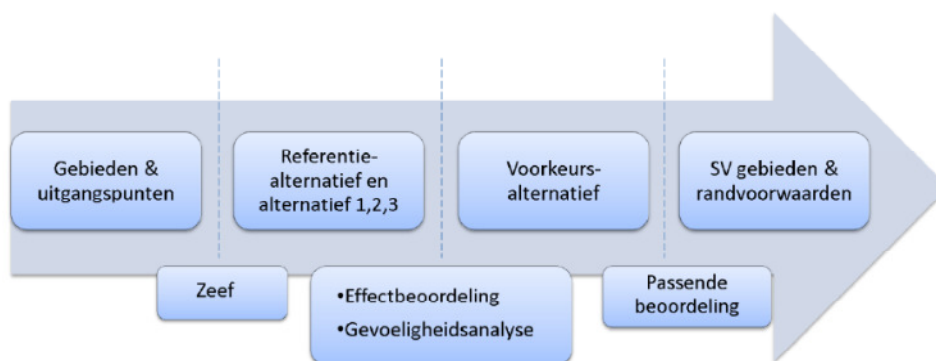 Gebieden &
uitgangspunten
Referentie-
alternatief en
alternatief 1,2,3
Voorkeurs-
alternatief
SV gebieden &
randvoorwaarden
Zeef
•Effectbeoordeling
•Gevoeligheidsanalyse
Passende
beoordeling